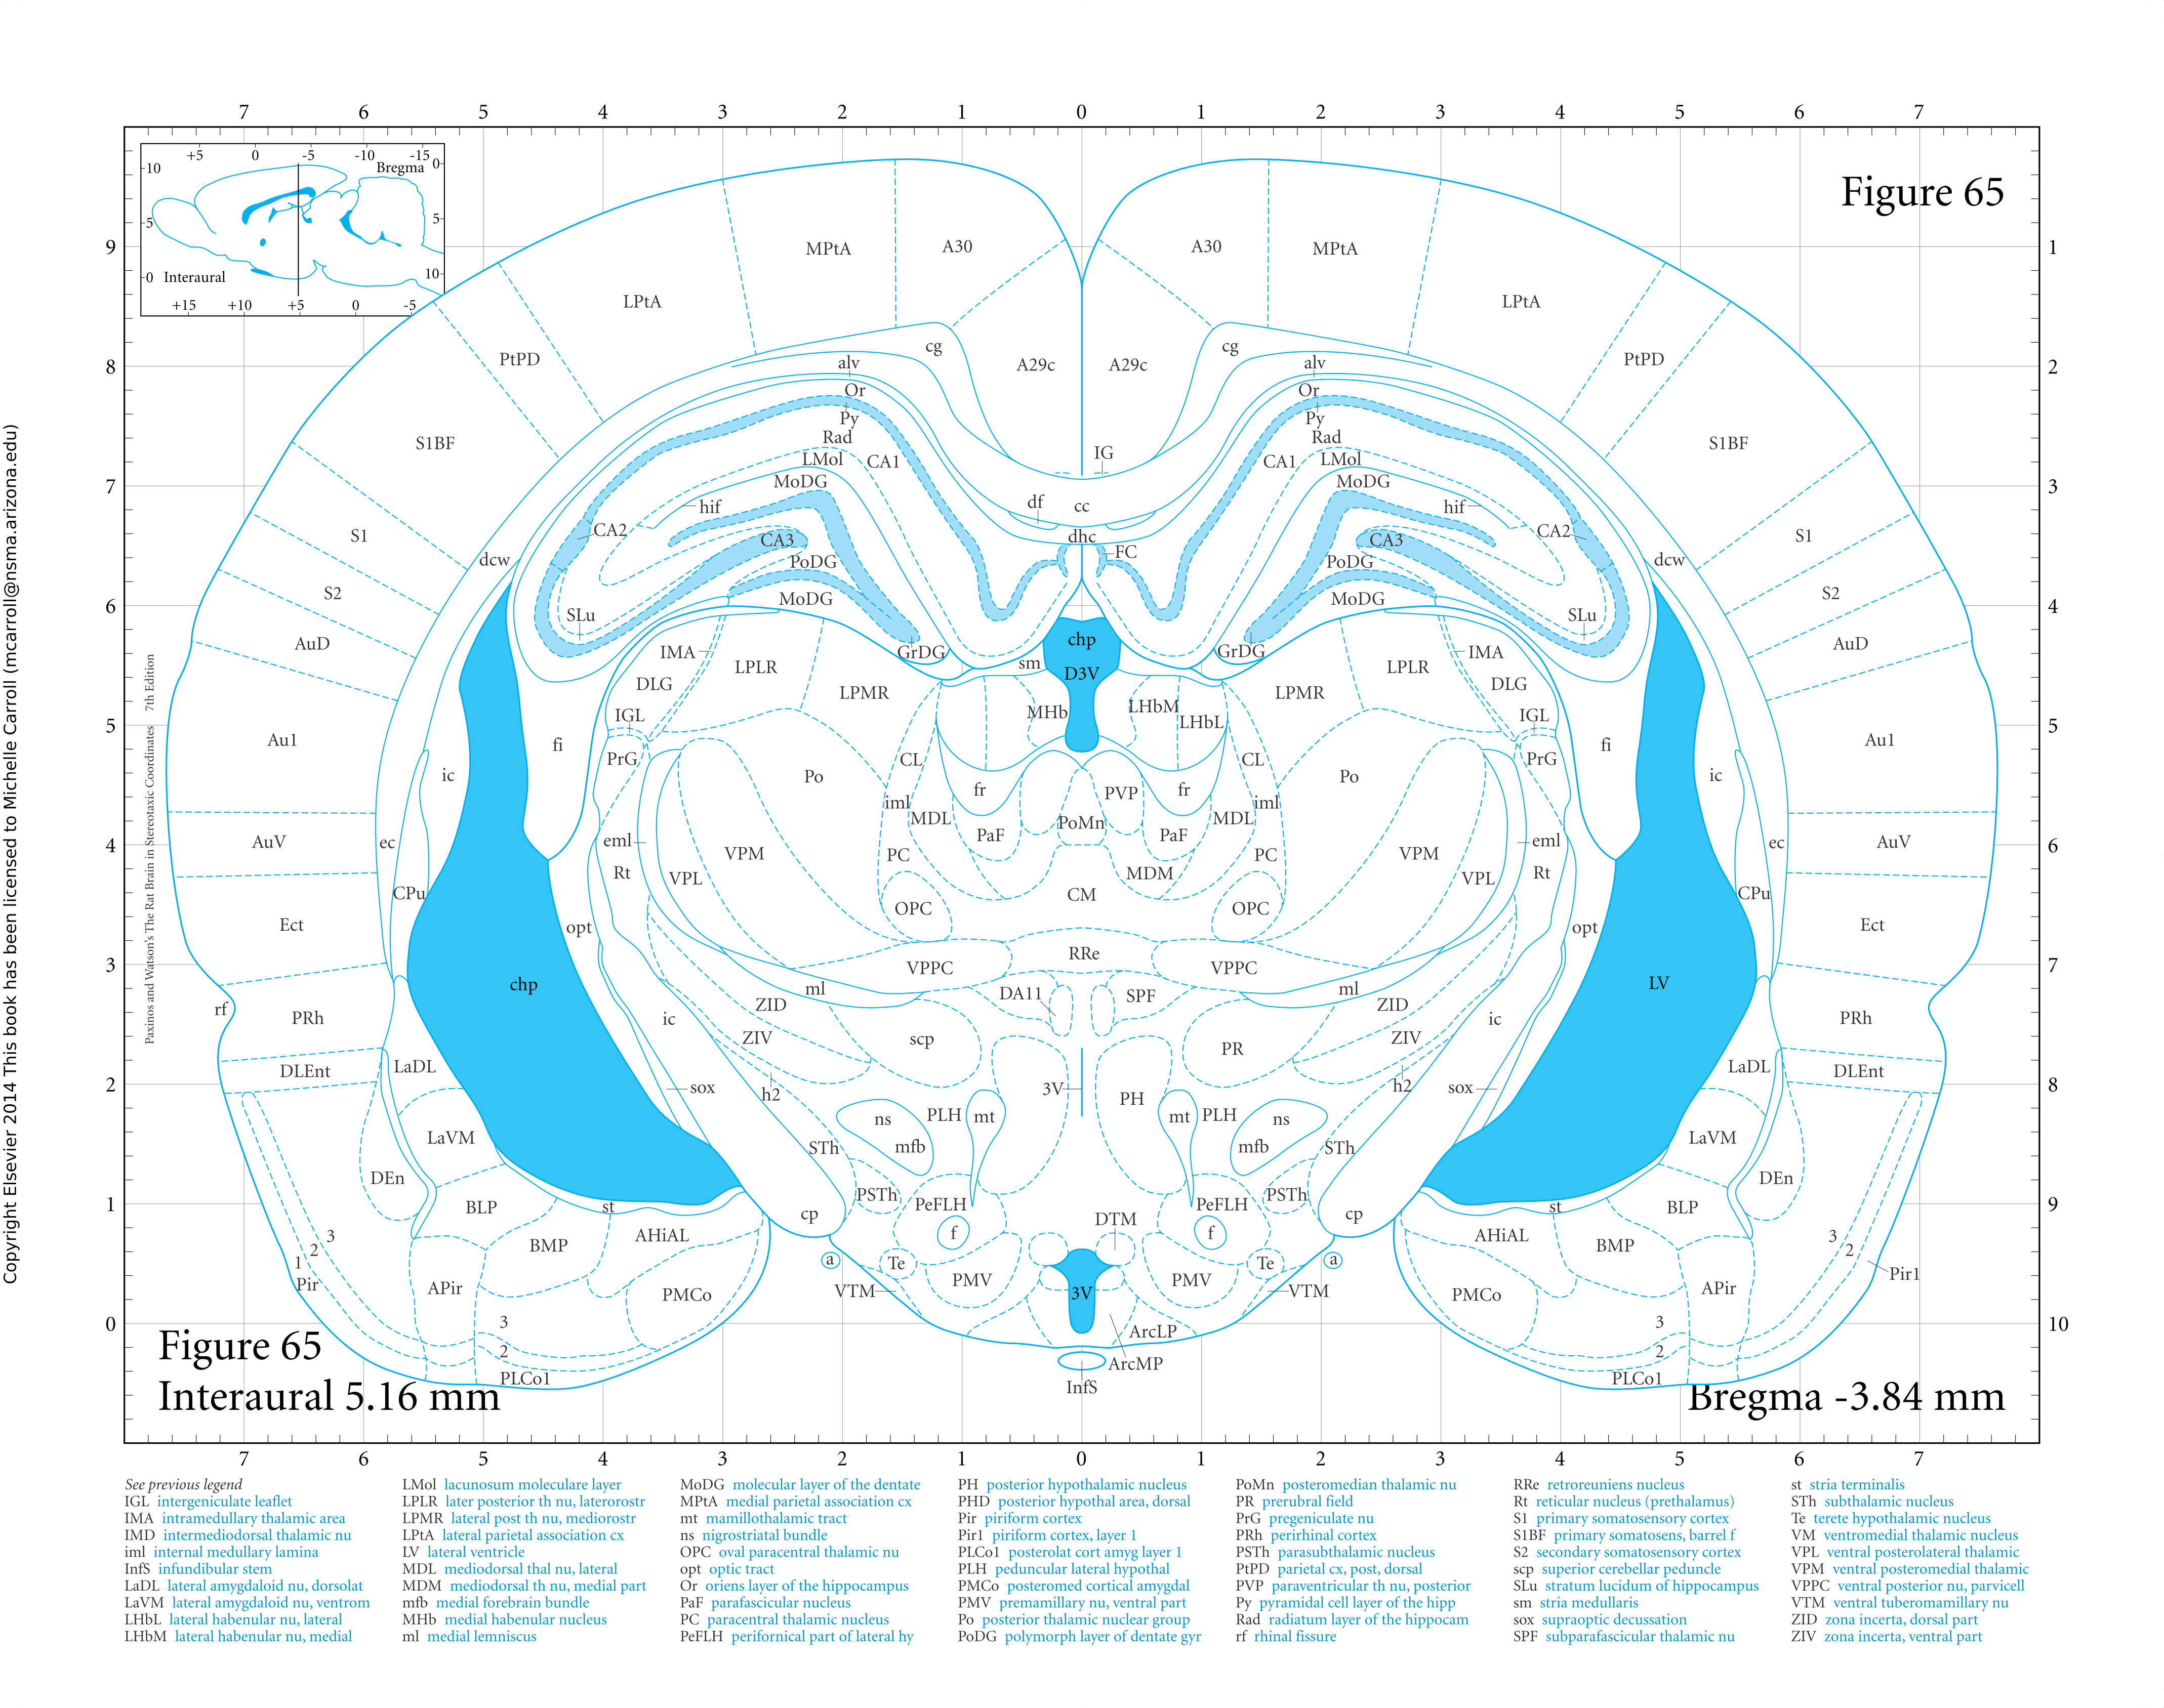 Copyright Elsevier 2014 This book has been licensed to Michelle Carroll (mcarroll@nsma.arizona.edu)
Paxinos and Watson's The Rat Brain in Stereotaxic Coordinates 7th Edition
7 6 5 4 3 2 1 0 1 2 3 4 5 6 7
+5 0 -5 -10 -15
Bregma 0
10
5 5
0 Interaural 10
+15 +10 +5 0 -5
Figure 65
9 MPtA A30 A30 MPtA 1
LPtA LPtA
PtPD cg A29c A29c cg PtPD
8 alv alv 2
Or Or
Py Py
S1BF Rad Rad S1BF
LMol CA1 IG CA1 LMol
7 MoDG MoDG 3
hif df cc hif
S1 CA2 CA3 dhc CA3 CA2 S1
dcw PoDG FC PoDG dcw
S2 MoDG MoDG S2
6 4
SLu SLu
AuD chp AuD
IMA LPLR GrDG sm D3V GrDG LPLR IMA
DLG LPMR LPMR DLG
IGL MHb LHbM LHbL IGL
5 5
Au1 fi fi Au1
ic PrG Po CL CL Po PrG ic
fr PVP fr
iml MDL PoMn MDL iml
AuV ec eml PaF PaF eml ec AuV
4 VPM PC MDM PC VPM 6
CPu Rt VPL CM VPL Rt CPu
OPC OPC
Ect opt opt Ect
3 VPPC RRe VPPC 7
chp ml DA11 SPF ml LV
rf PRh ic ZID ZID ic PRh
ZIV scp PR ZIV
DLEnt LaDL LaDL DLEnt
2 sox h2 3V PH h2 sox 8
LaVM ns PLH mt mt PLH ns LaVM
STh mfb mfb STh
DEn PSTh PSTh DEn
1 BLP st cp PeFLH PeFLH cp st BLP 9
f DTM f
3 2 1 BMP AHiAL AHiAL BMP 3 2
Pir a Te Te a Pir1
APir PMCo VTM PMV 3V PMV VTM PMCo APir
0 3 ArcLP 3 10
2 ArcMP 2
PLCo1 InfS PLCo1
Figure 65
Interaural 5.16 mm
Bregma -3.84 mm
7 6 5 4 3 2 1 0 1 2 3 4 5 6 7
See previous legend
IGL intergeniculate leaflet
IMA intramedullary thalamic area
IMD intermediodorsal thalamic nu
iml internal medullary lamina
InfS infundibular stem
LaDL lateral amygdaloid nu, dorsolat
LaVM lateral amygdaloid nu, ventrom
LHbL lateral habenular nu, lateral
LHbM lateral habenular nu, medial
LMol lacunosum moleculare layer
LPLR later posterior th nu, laterorostr
LPMR lateral post th nu, mediorostr
LPtA lateral parietal association cx
LV lateral ventricle
MDL mediodorsal thal nu, lateral
MDM mediodorsal th nu, medial part
mfb medial forebrain bundle
MHb medial habenular nucleus
ml medial lemniscus
MoDG molecular layer of the dentate
MPtA medial parietal association cx
mt mamillothalamic tract
ns nigrostriatal bundle
OPC oval paracentral thalamic nu
opt optic tract
Or oriens layer of the hippocampus
PaF parafascicular nucleus
PC paracentral thalamic nucleus
PeFLH perifornical part of lateral hy
PH posterior hypothalamic nucleus
PHD posterior hypothal area, dorsal
Pir piriform cortex
Pir1 piriform cortex, layer 1
PLCo1 posterolat cort amyg layer 1
PLH peduncular lateral hypothal
PMCo posteromed cortical amygdal
PMV premamillary nu, ventral part
Po posterior thalamic nuclear group
PoDG polymorph layer of dentate gyr
PoMn posteromedian thalamic nu
PR prerubral field
PrG pregeniculate nu
PRh perirhinal cortex
PSTh parasubthalamic nucleus
PtPD parietal cx, post, dorsal
PVP paraventricular th nu, posterior
Py pyramidal cell layer of the hipp
Rad radiatum layer of the hippocam
rf rhinal fissure
RRe retroreuniens nucleus
Rt reticular nucleus (prethalamus)
S1 primary somatosensory cortex
S1BF primary somatosens, barrel f
S2 secondary somatosensory cortex
scp superior cerebellar peduncle
SLu stratum lucidum of hippocampus
sm stria medullaris
sox supraoptic decussation
SPF subparafascicular thalamic nu
st stria terminalis
STh subthalamic nucleus
Te terete hypothalamic nucleus
VM ventromedial thalamic nucleus
VPL ventral posterolateral thalamic
VPM ventral posteromedial thalamic
VPPC ventral posterior nu, parvicell
VTM ventral tuberomamillary nu
ZID zona incerta, dorsal part
ZIV zona incerta, ventral part